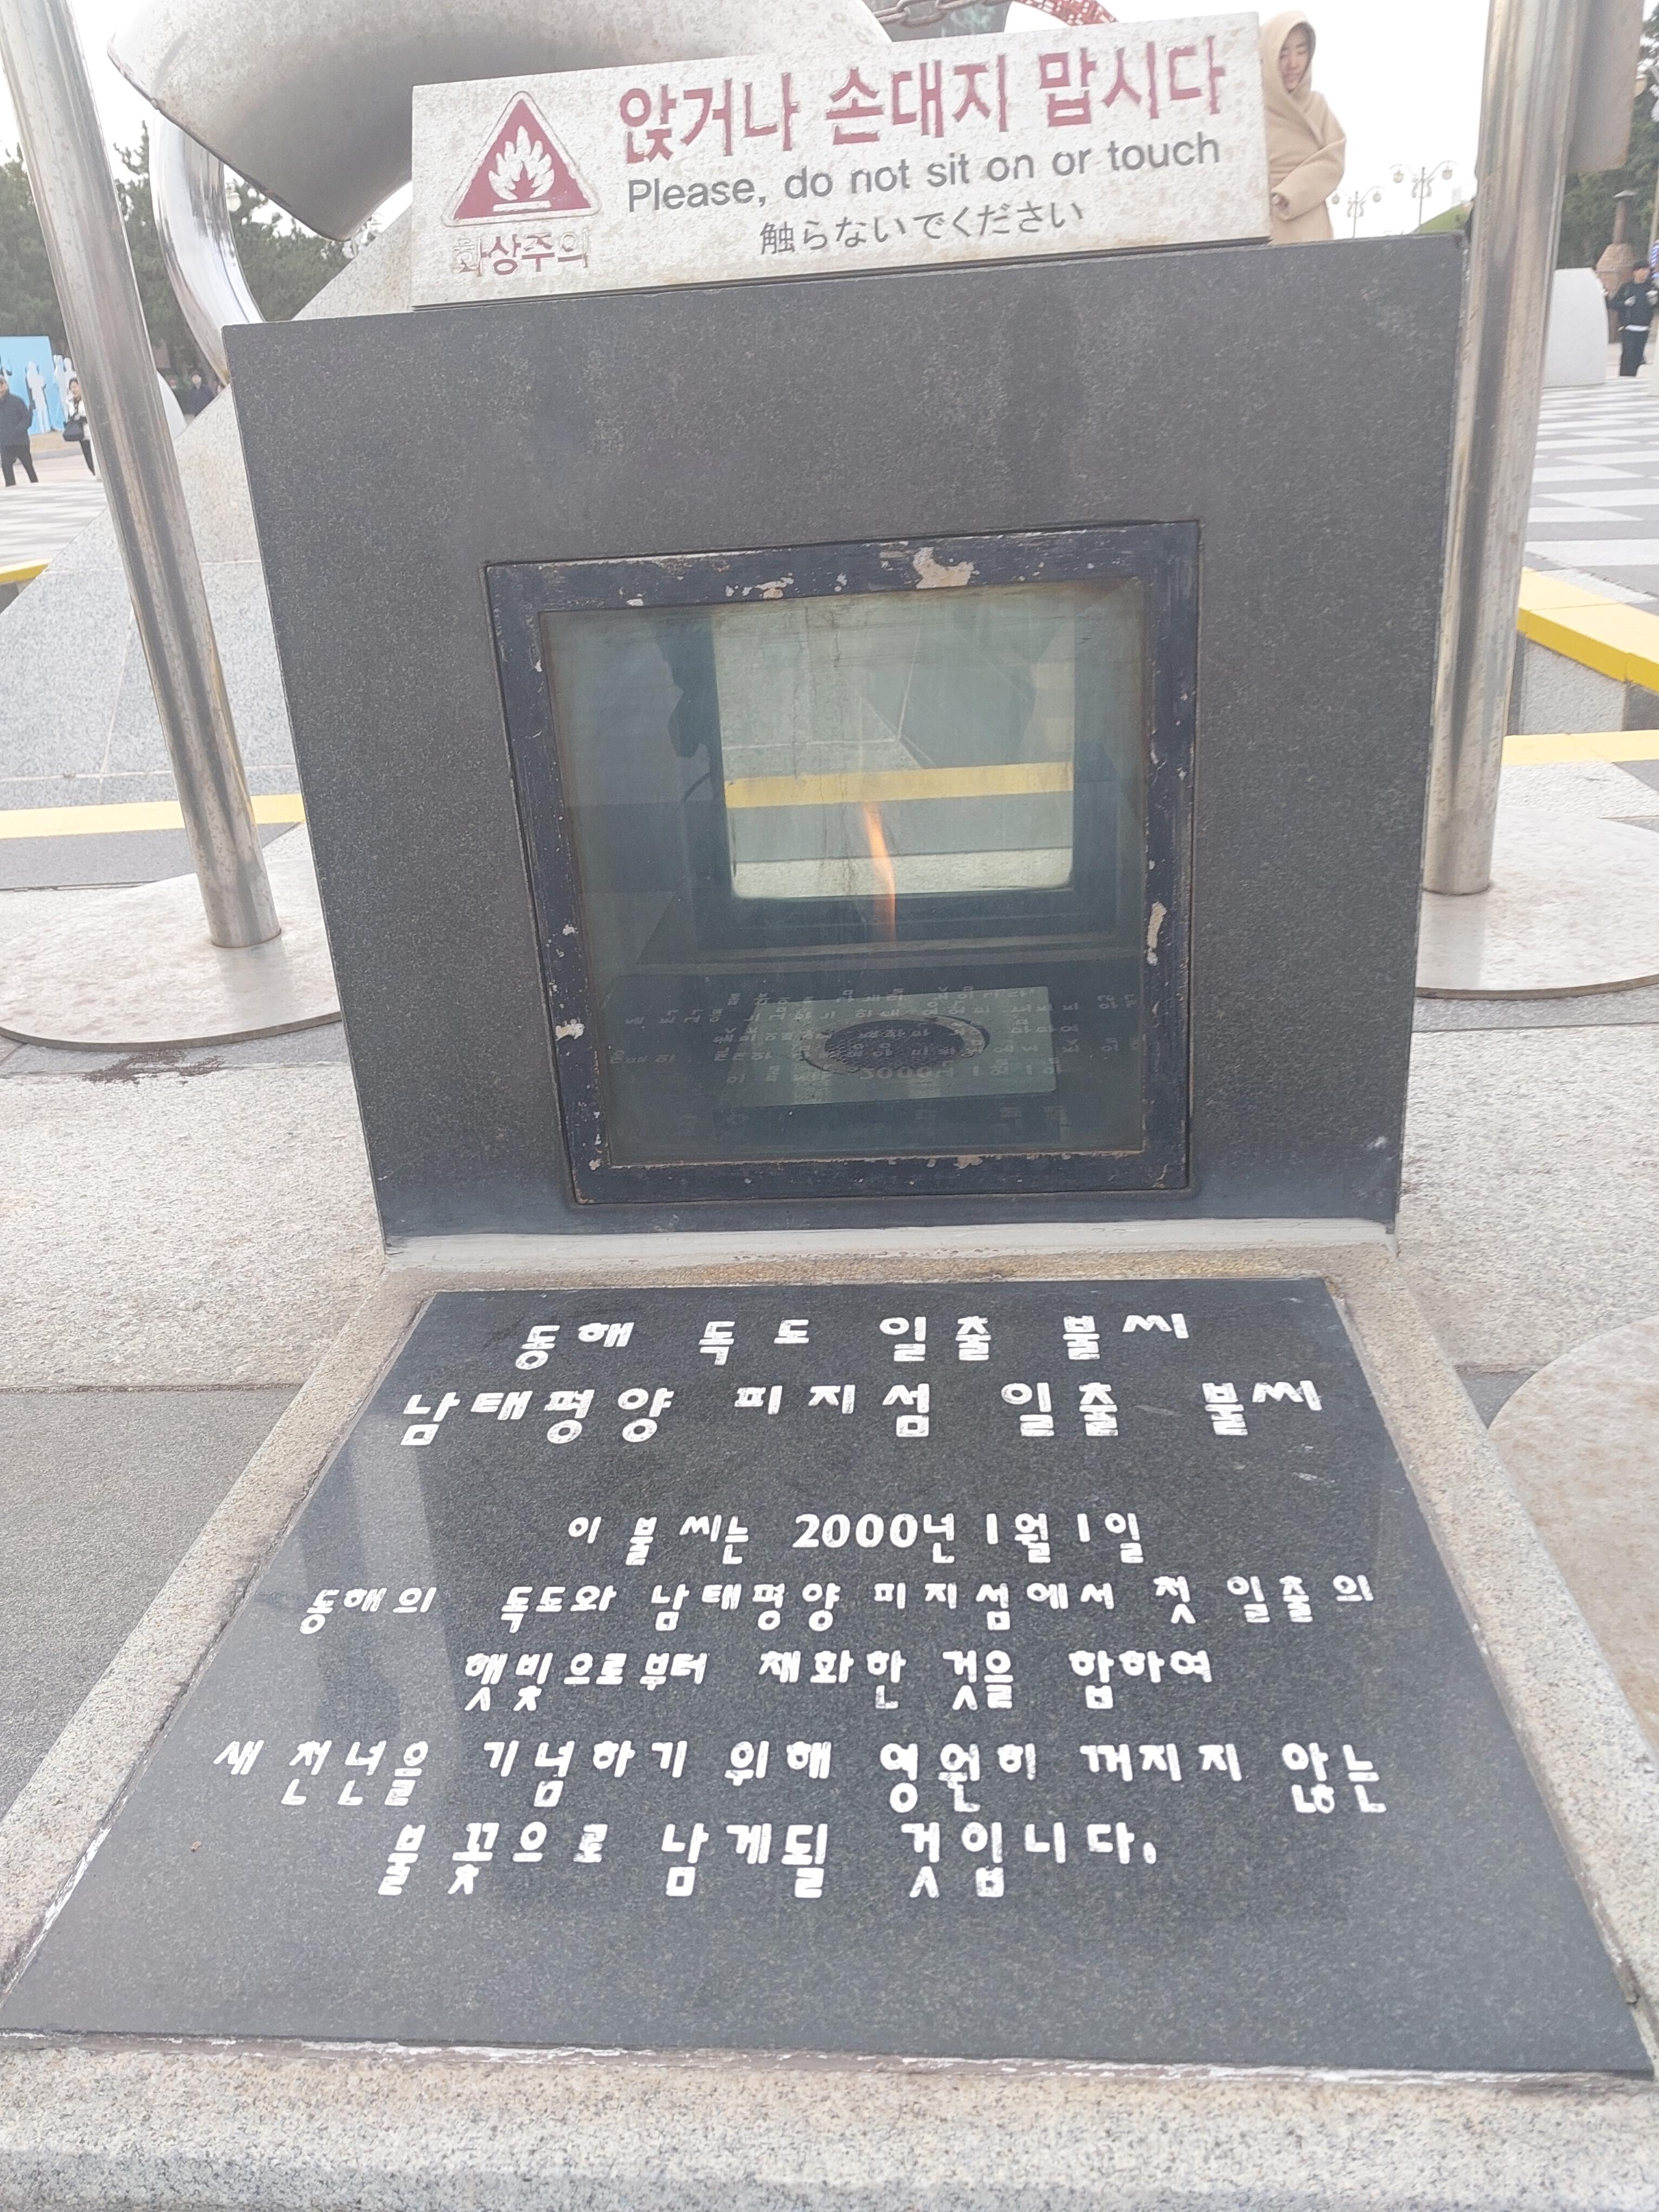 앉거나 손대지 맙시다
Please, do not sit on or touch
触らないでください
화상주의
동해 독도 일출 불씨
남태평양 피지섬 일출 불씨
이 불씨는 2000년 1월 1일
동해의 독도와 남태평양 피지섬에서 첫 일출의
햇빛으로부터 채화한 것을 합하여
새 천년을 기념하기 위해 영원히 꺼지지 않는
불꽃으로 남게될 것입니다.